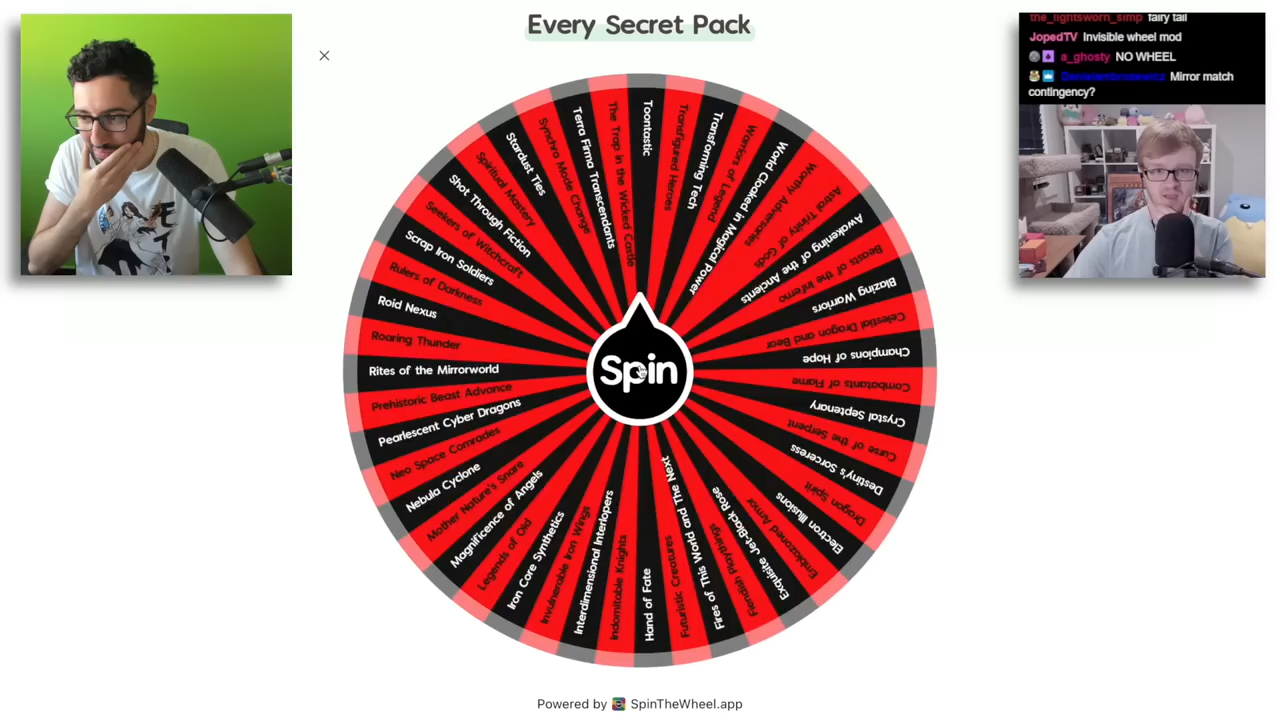 Every Secret Pack
the_lightsworn_simp fairy tail
JopedTV Invisible wheel mod
a_ghosty NO WHEEL
Mirror match
contingency?
Toontastic
Transfigured Heroes
Transforming Tech
Warriors of Legend
World Cloaked in Magical Power
Worthy Adversaries
Astral Trinity of Gods
Awakening of the Ancients
Beasts of the Inferno
Blazing Warriors
Celestial Dragon and Bear
Champions of Hope
Combatants of Flame
Crystal Septenary
Curse of the Serpent
Destiny's Sorceress
Dragon Spirit
Electron Illusions
Emblazoned Armor
Exquisite Jet-Black Rose
Fiendish Playthings
Fires of This World and The Next
Futuristic Creatures
Hand of Fate
Indomitable Knights
Interdimensional Interlopers
Invulnerable Iron Wings
Iron Core Synthetics
Legends of Old
Magnificence of Angels
Mother Nature's Snare
Nebula Cyclone
Neo Space Comrades
Pearlescent Cyber Dragons
Prehistoric Beast Advance
Rites of the Mirrorworld
Roaring Thunder
Roid Nexus
Rulers of Darkness
Scrap Iron Soldiers
Seekers of Witchcraft
Shot Through Fiction
Spiritual Mastery
Stardust Ties
Synchro Mode Change
Terra Firma Transcendants
The Trap in the Wicked Castle
Spin
Powered by SpinTheWheel.app